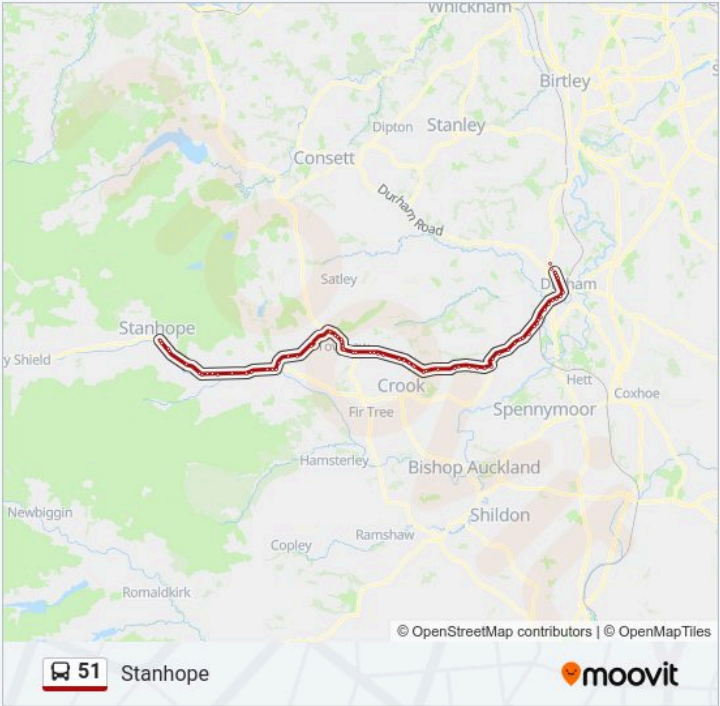 Whickham
Birtley
Dipton
Stanley
Consett
Durham Road
Satley
Stanhope
y Shield
Crook
Hett
Coxhoe
Fir Tree
Spennymoor
Hamsterley
Bishop Auckland
Newbiggin
Shildon
Ramshaw
Copley
Romaldkirk
© OpenStreetMap contributors | © OpenMapTiles
51 Stanhope
moovit